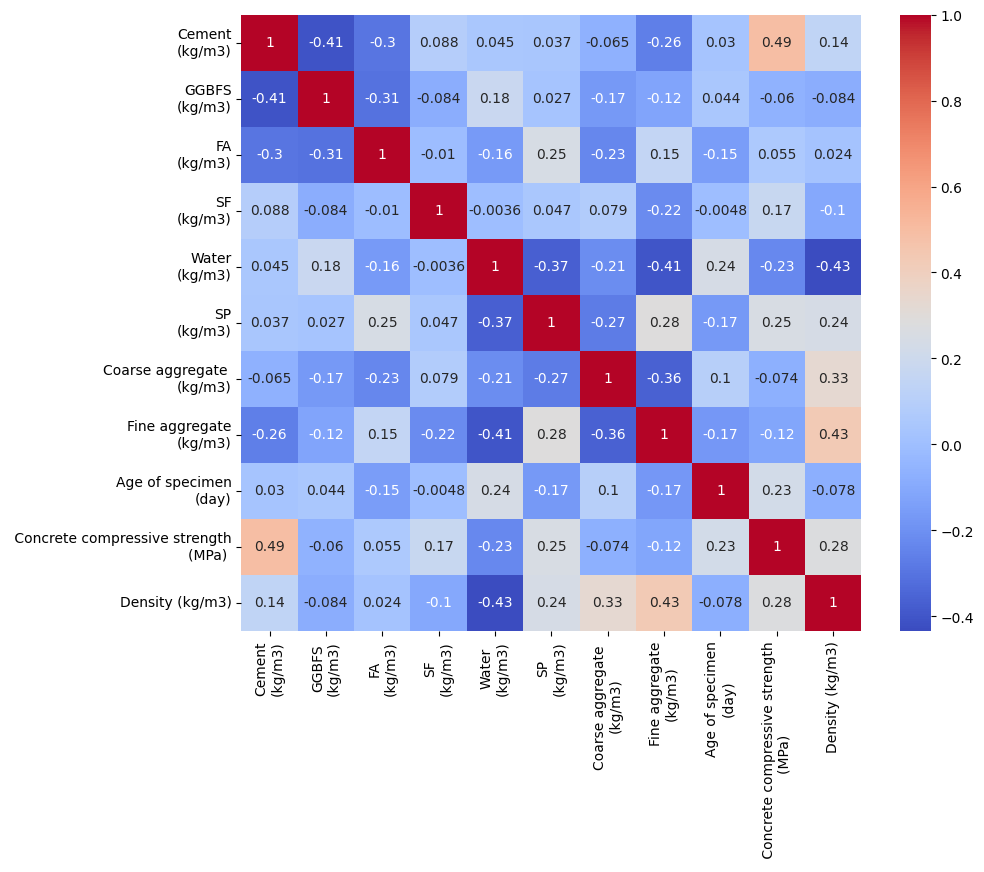 Cement
(kg/m3)
1 -0.41 -0.3 0.088 0.045 0.037 -0.065 -0.26 0.03 0.49 0.14
GGBFS
(kg/m3)
-0.41 1 -0.31 -0.084 0.18 0.027 -0.17 -0.12 0.044 -0.06 -0.084
FA
(kg/m3)
-0.3 -0.31 1 -0.01 -0.16 0.25 -0.23 0.15 -0.15 0.055 0.024
SF
(kg/m3)
0.088 -0.084 -0.01 1 -0.0036 0.047 0.079 -0.22 -0.0048 0.17 -0.1
Water
(kg/m3)
0.045 0.18 -0.16 -0.0036 1 -0.37 -0.21 -0.41 0.24 -0.23 -0.43
SP
(kg/m3)
0.037 0.027 0.25 0.047 -0.37 1 -0.27 0.28 -0.17 0.25 0.24
Coarse aggregate
(kg/m3)
-0.065 -0.17 -0.23 0.079 -0.21 -0.27 1 -0.36 0.1 -0.074 0.33
Fine aggregate
(kg/m3)
-0.26 -0.12 0.15 -0.22 -0.41 0.28 -0.36 1 -0.17 -0.12 0.43
Age of specimen
(day)
0.03 0.044 -0.15 -0.0048 0.24 -0.17 0.1 -0.17 1 0.23 -0.078
Concrete compressive strength
(MPa)
0.49 -0.06 0.055 0.17 -0.23 0.25 -0.074 -0.12 0.23 1 0.28
Density (kg/m3)
0.14 -0.084 0.024 -0.1 -0.43 0.24 0.33 0.43 -0.078 0.28 1
Cement
(kg/m3)
GGBFS
(kg/m3)
FA
(kg/m3)
SF
(kg/m3)
Water
(kg/m3)
SP
(kg/m3)
Coarse aggregate
(kg/m3)
Fine aggregate
(kg/m3)
Age of specimen
(day)
Concrete compressive strength
(MPa)
Density (kg/m3)
1.0
0.8
0.6
0.4
0.2
0.0
−0.2
−0.4